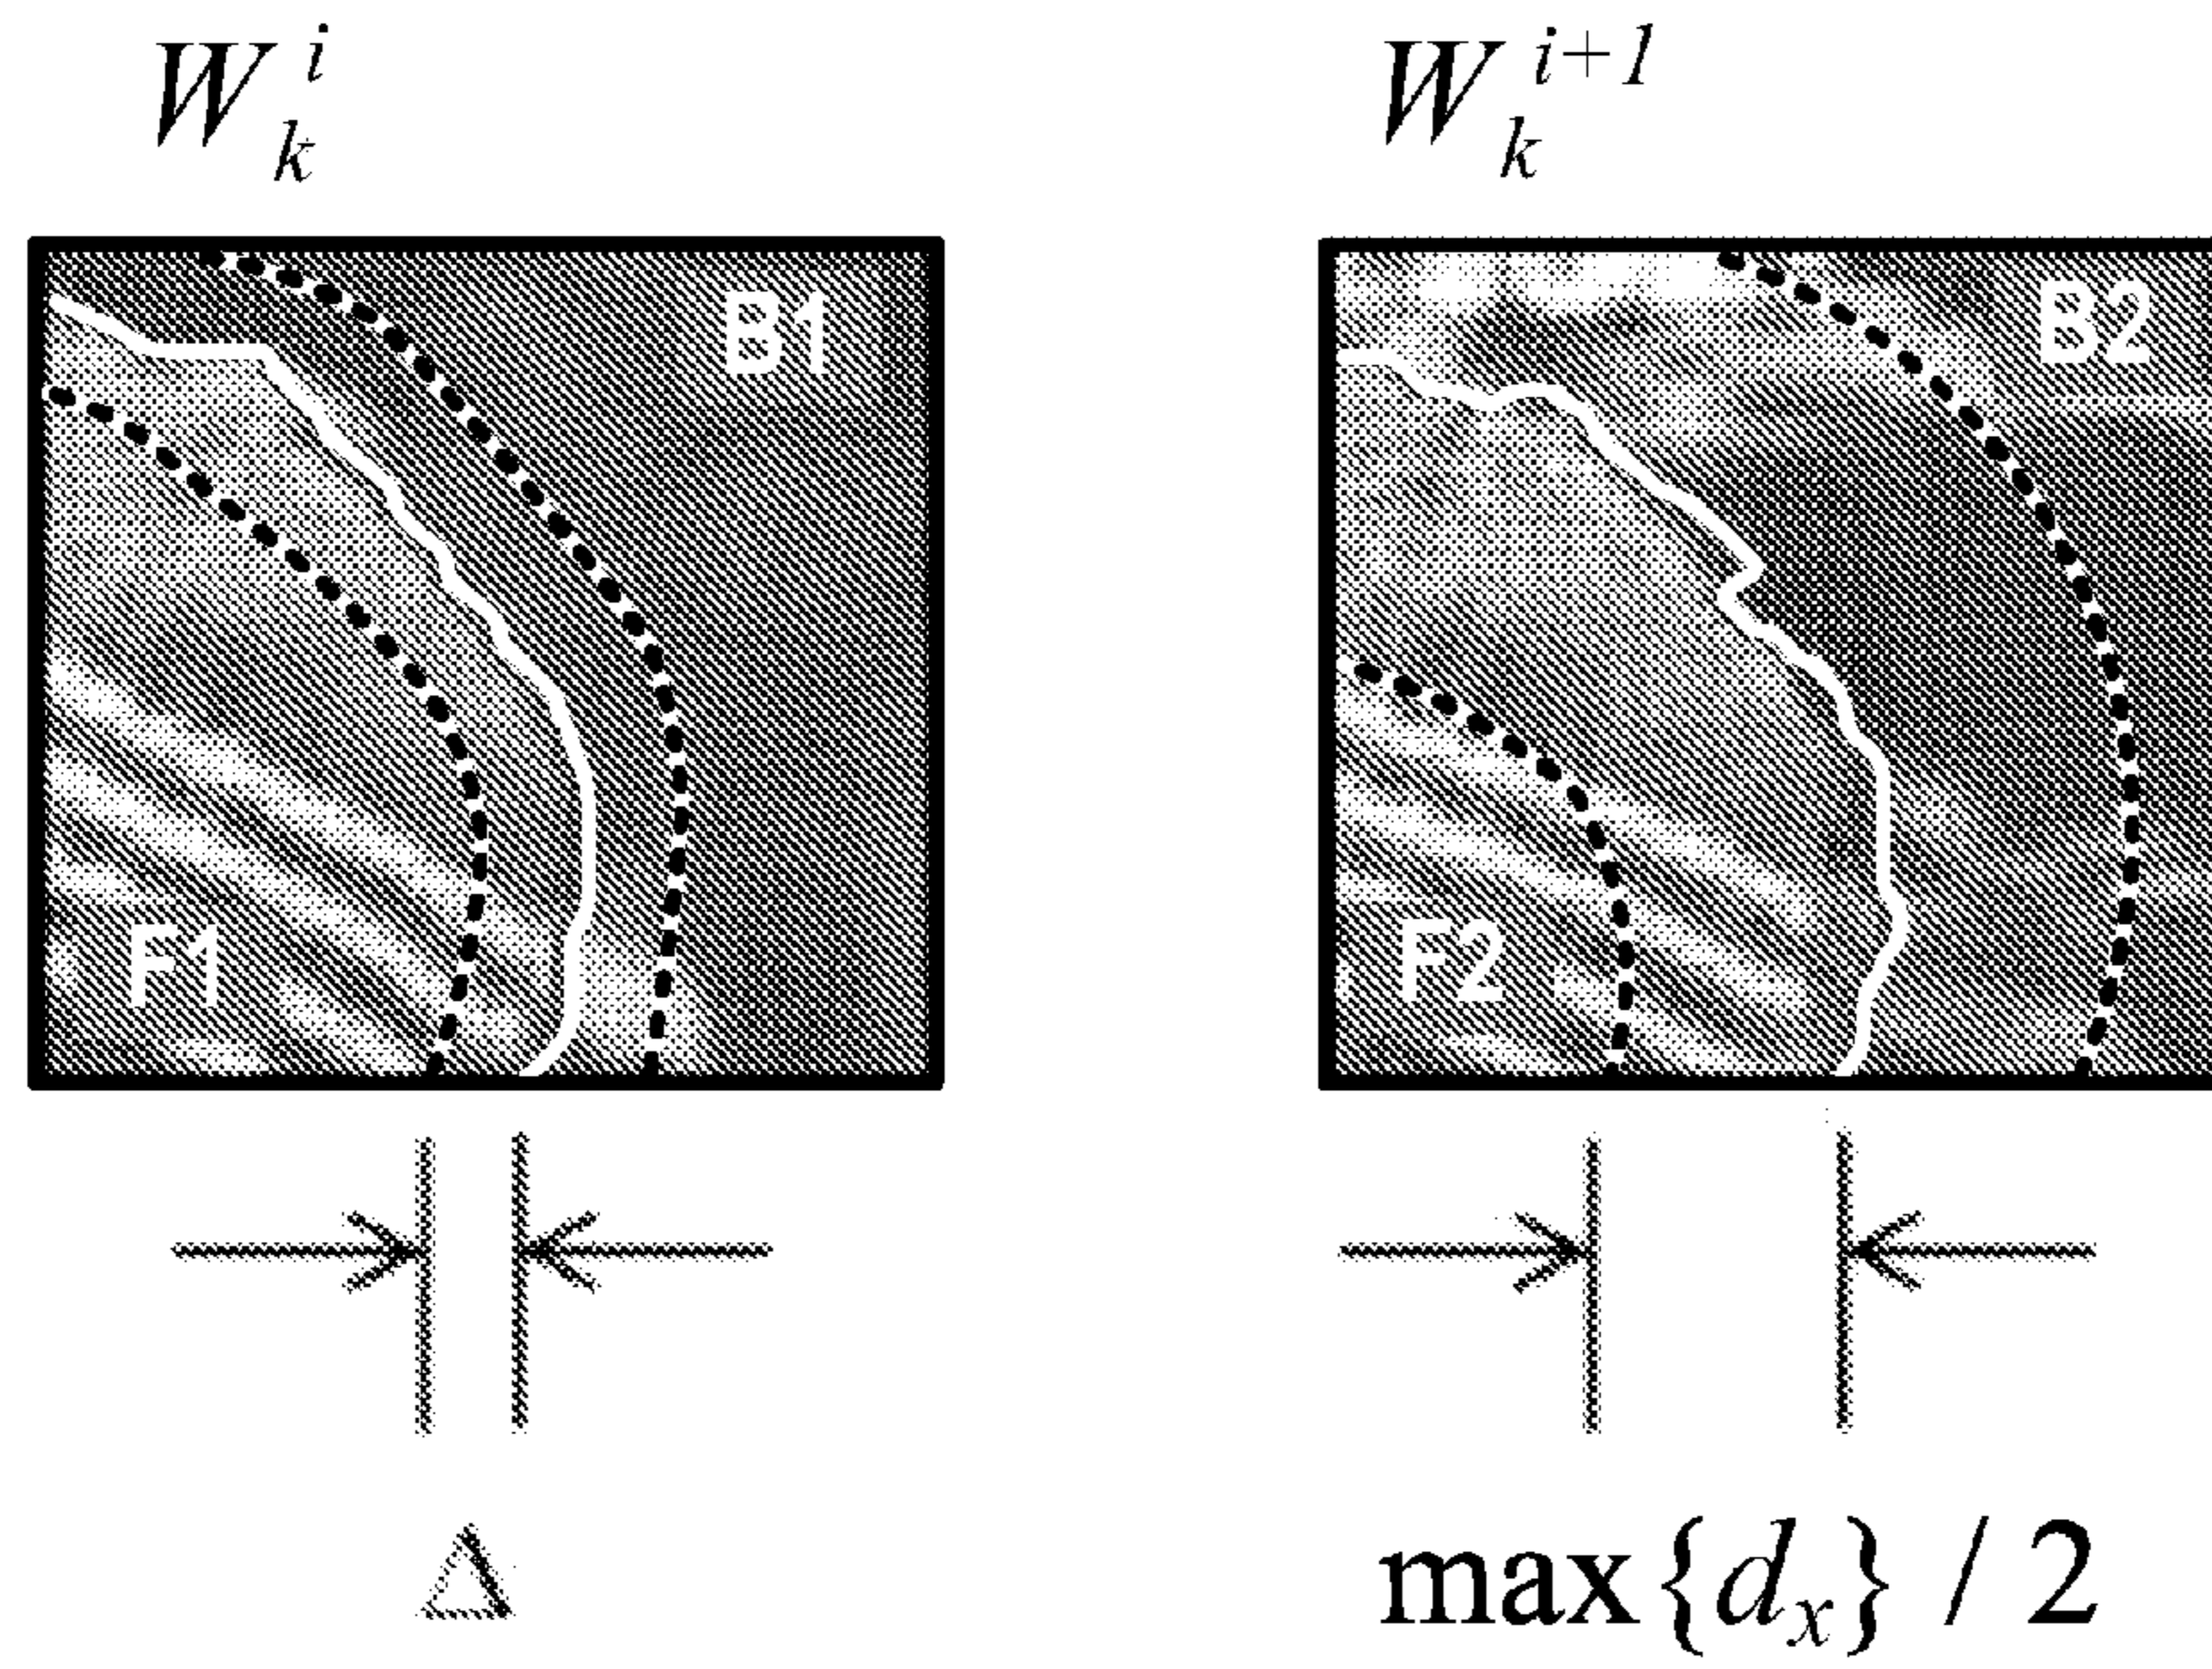 W_k^i
W_k^{i+1}
B1
B2
F1
F2
Δ
max{d_x} / 2